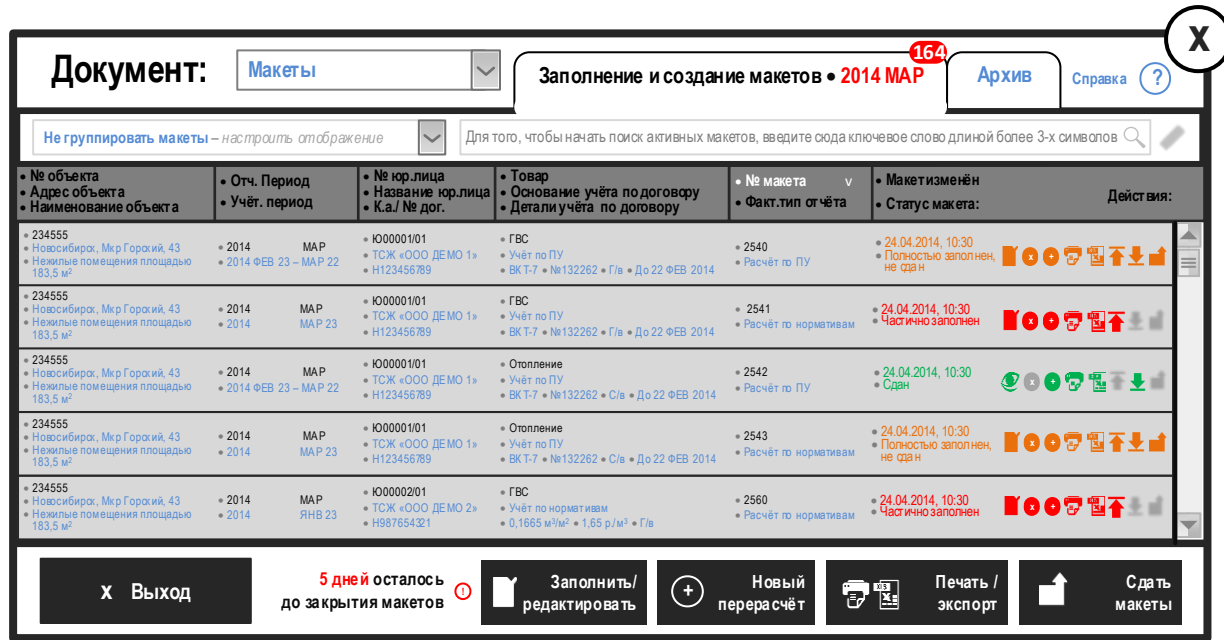 X
Документ:
Макеты
Заполнение и создание макетов • 2014 МАР
164
Архив
Справка ?
Не группировать макеты – настроить отображение
Для того, чтобы начать поиск активных макетов, введите сюда ключевое слово длиной более 3-х символов
• № объекта
• Адрес объекта
• Наименование объекта
• Отч. Период
• Учёт. период
• № юр.лица
• Название юр.лица
• К.а./ № дог.
• Товар
• Основание учёта по договору
• Детали учёта по договору
• № макета v
• Факт.тип отчёта
• Макет изменён
• Статус макета:
Действия:
• 234555
• Новосибирск, Мкр Горский, 43
• Нежилые помещения площадью
183,5 м²
• 2014 МАР
• 2014 ФЕВ 23 – МАР 22
• Ю00001/01
• ТСЖ «ООО ДЕМО 1»
• Н123456789
• ГВС
• Учёт по ПУ
• ВКТ-7 • №132262 • Г/в • До 22 ФЕВ 2014
• 2540
• Расчёт по ПУ
• 24.04.2014, 10:30
• Полностью заполнен,
не сдан
• 234555
• Новосибирск, Мкр Горский, 43
• Нежилые помещения площадью
183,5 м²
• 2014 МАР
• 2014 МАР 23
• Ю00001/01
• ТСЖ «ООО ДЕМО 1»
• Н123456789
• ГВС
• Учёт по ПУ
• ВКТ-7 • №132262 • Г/в • До 22 ФЕВ 2014
• 2541
• Расчёт по нормативам
• 24.04.2014, 10:30
• Частично заполнен
• 234555
• Новосибирск, Мкр Горский, 43
• Нежилые помещения площадью
183,5 м²
• 2014 МАР
• 2014 ФЕВ 23 – МАР 22
• Ю00001/01
• ТСЖ «ООО ДЕМО 1»
• Н123456789
• Отопление
• Учёт по ПУ
• ВКТ-7 • №132262 • С/в • До 22 ФЕВ 2014
• 2542
• Расчёт по ПУ
• 24.04.2014, 10:30
• Сдан
• 234555
• Новосибирск, Мкр Горский, 43
• Нежилые помещения площадью
183,5 м²
• 2014 МАР
• 2014 МАР 23
• Ю00001/01
• ТСЖ «ООО ДЕМО 1»
• Н123456789
• Отопление
• Учёт по ПУ
• ВКТ-7 • №132262 • С/в • До 22 ФЕВ 2014
• 2543
• Расчёт по нормативам
• 24.04.2014, 10:30
• Полностью заполнен,
не сдан
• 234555
• Новосибирск, Мкр Горский, 43
• Нежилые помещения площадью
183,5 м²
• 2014 МАР
• 2014 ЯНВ 23
• Ю00002/01
• ТСЖ «ООО ДЕМО 2»
• Н987654321
• ГВС
• Учёт по нормативам
• 0,1665 м³/м² • 1,65 р./м³ • Г/в
• 2560
• Расчёт по нормативам
• 24.04.2014, 10:30
• Частично заполнен
x Выход
5 дней осталось
до закрытия макетов
!
Заполнить/
редактировать
+
Новый
перерасчёт
XLS
Печать /
экспорт
Сдать
макеты